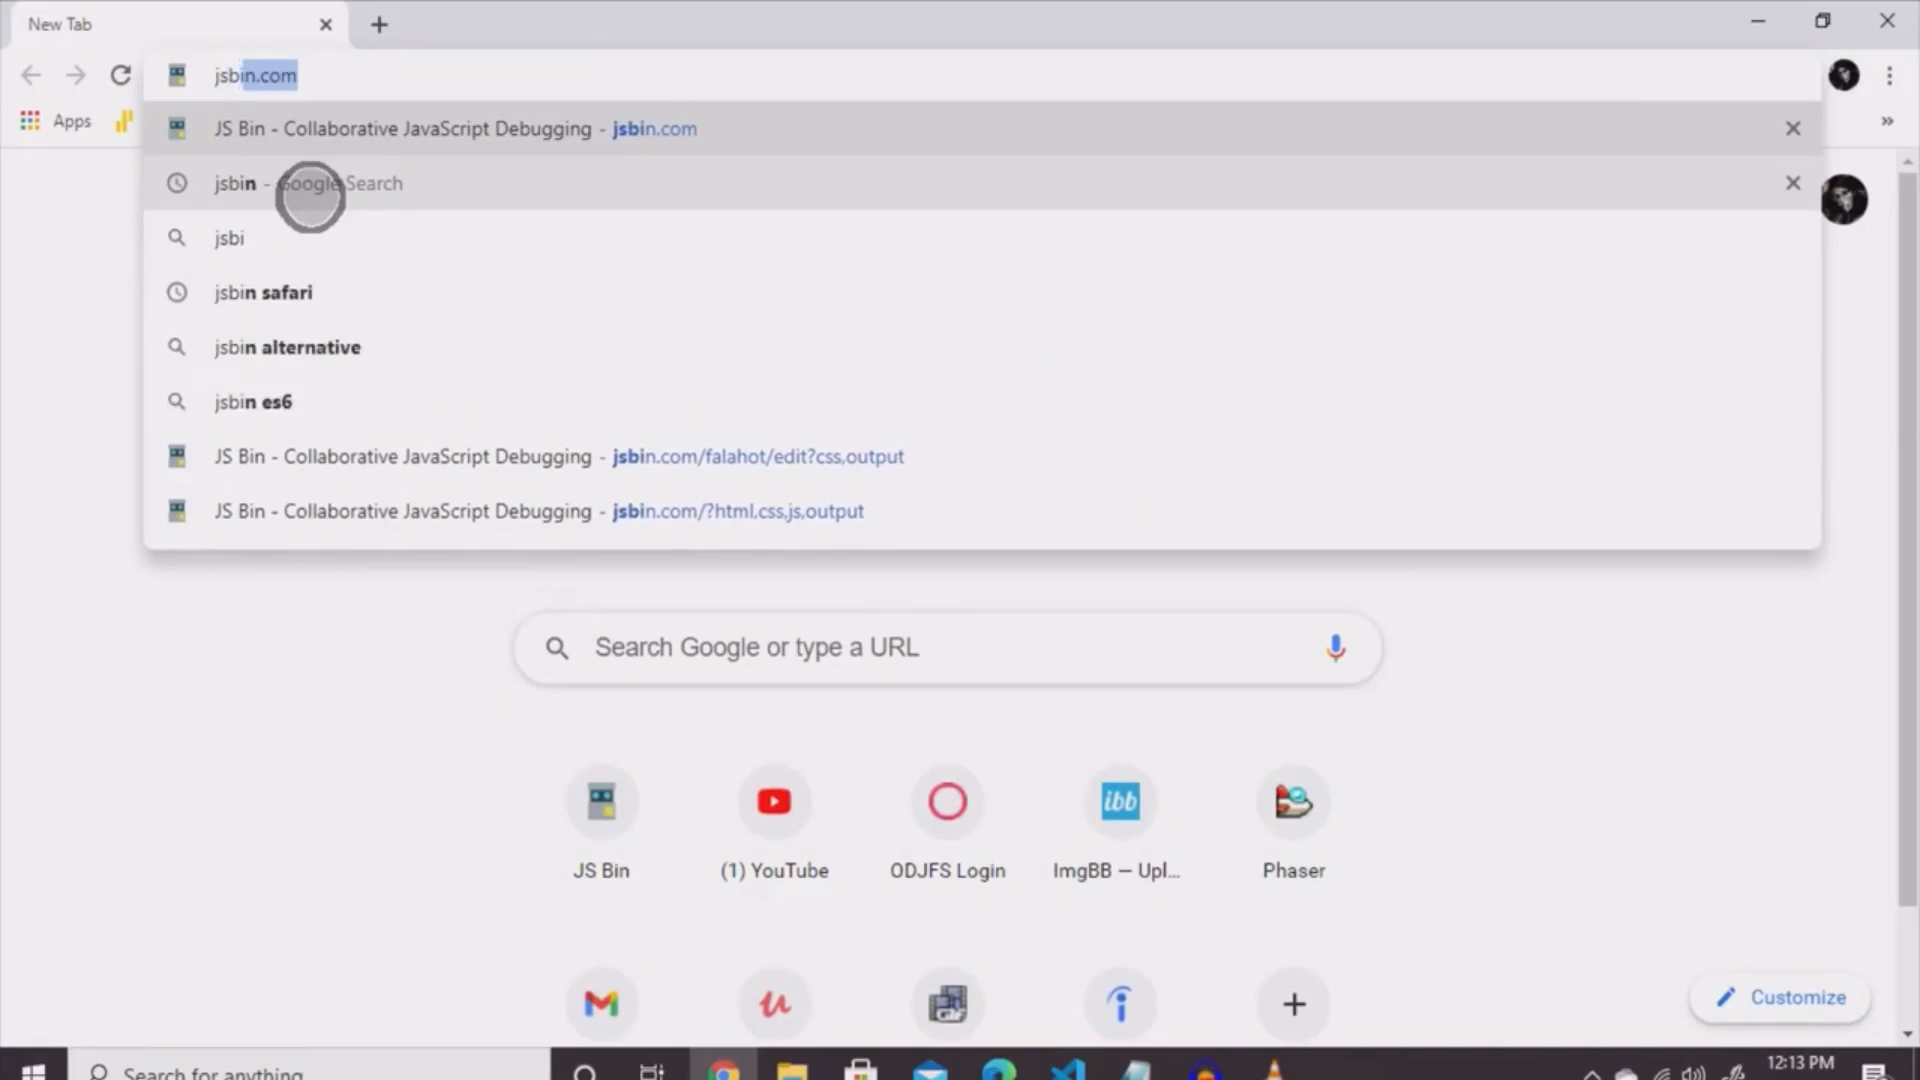 New Tab
jsbin.com
Apps
JS Bin - Collaborative JavaScript Debugging - jsbin.com
jsbin - Google Search
jsbi
jsbin safari
jsbin alternative
jsbin es6
JS Bin - Collaborative JavaScript Debugging - jsbin.com/falahot/edit?css,output
JS Bin - Collaborative JavaScript Debugging - jsbin.com/?html,css,js,output
Search Google or type a URL
ibb
JS Bin
(1) YouTube
ODJFS Login
ImgBB — Upl...
Phaser
GIF
Customize
Search for anything
12:13 PM